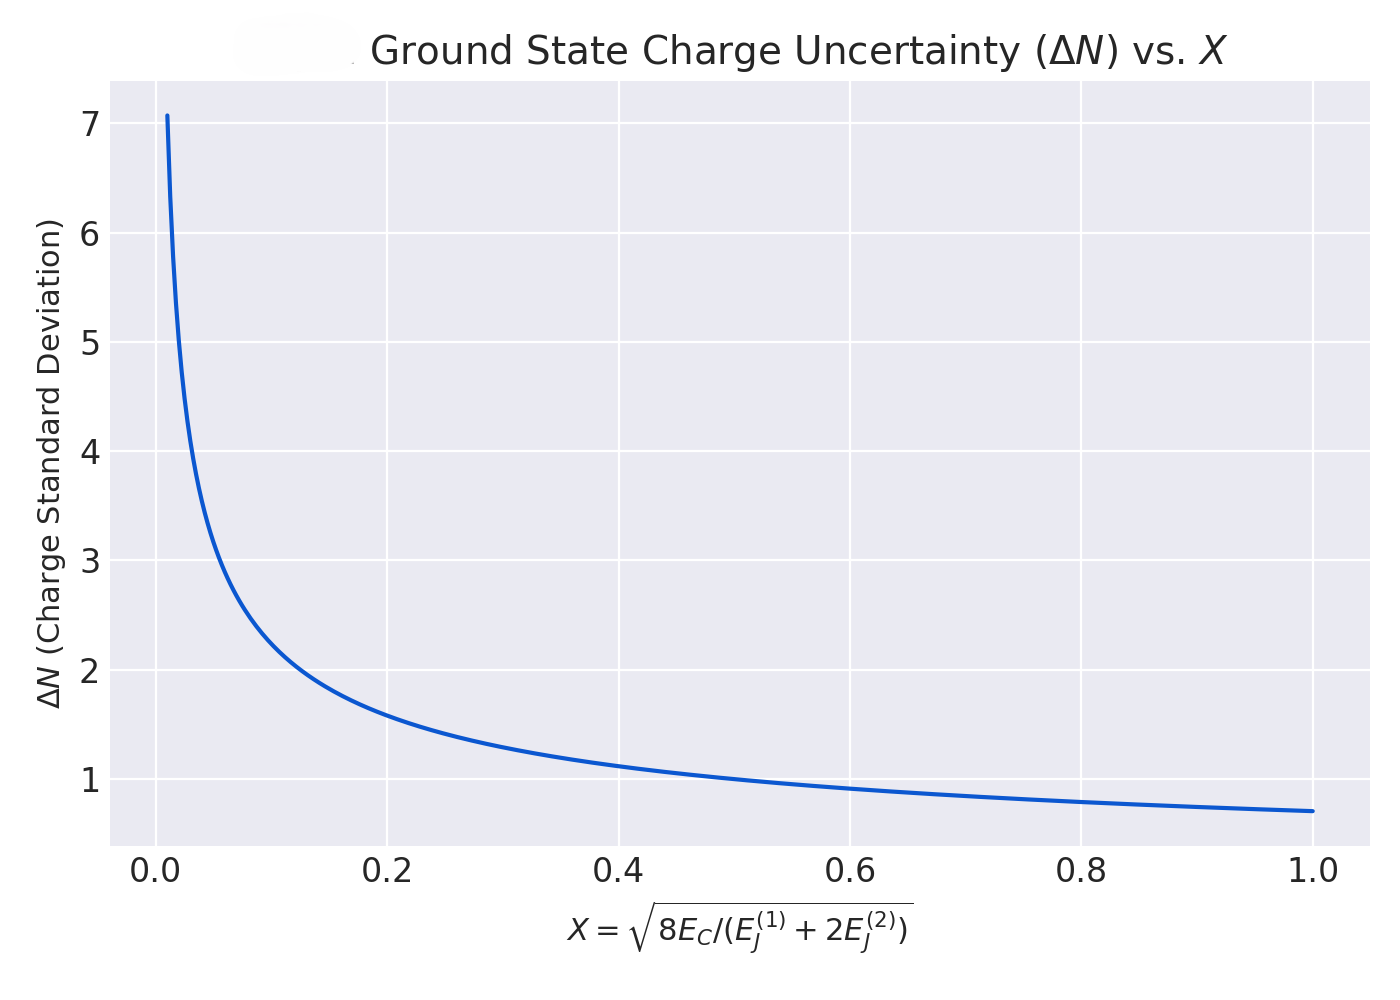 Ground State Charge Uncertainty (ΔN) vs. X
7
6
5
4
3
2
1
ΔN (Charge Standard Deviation)
0.0 0.2 0.4 0.6 0.8 1.0
X = √8E_C/(E_J^(1) + 2E_J^(2))